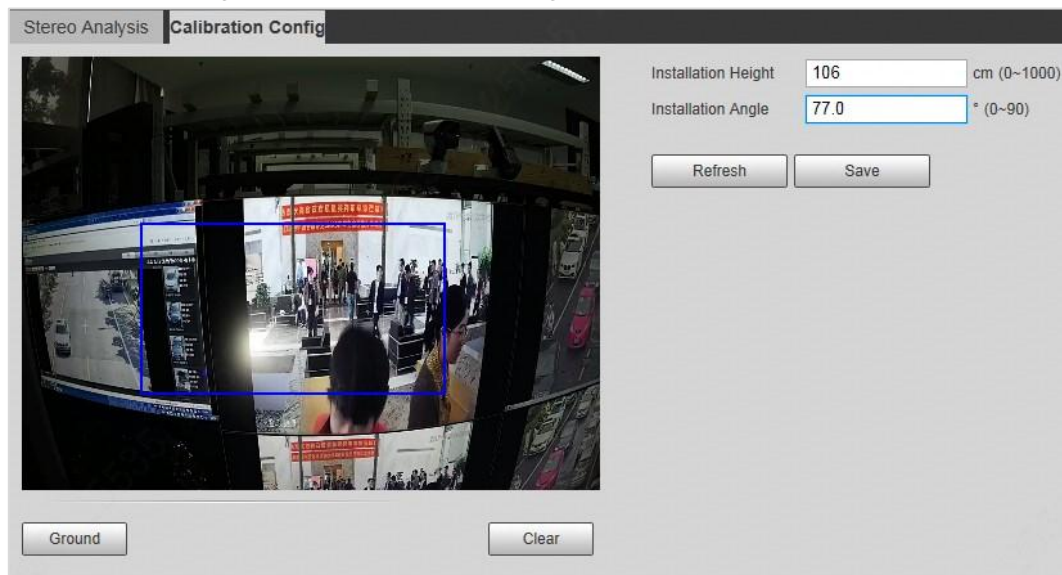 Stereo Analysis Calibration Config
Installation Height 106 cm (0~1000)
Installation Angle 77.0 ° (0~90)
Refresh Save
Ground Clear